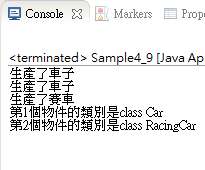 Console Markers Prope
<terminated> Sample4_9 [Java Ap
生產了車子
生產了車子
生產了賽車
第1個物件的類別是class Car
第2個物件的類別是class RacingCar